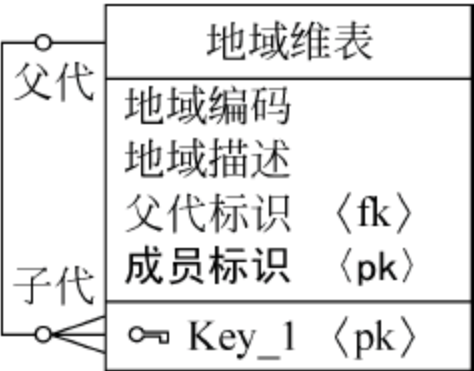 地域维表
父代
地域编码
地域描述
父代标识 〈fk〉
成员标识 〈pk〉
子代
Key_1 〈pk〉